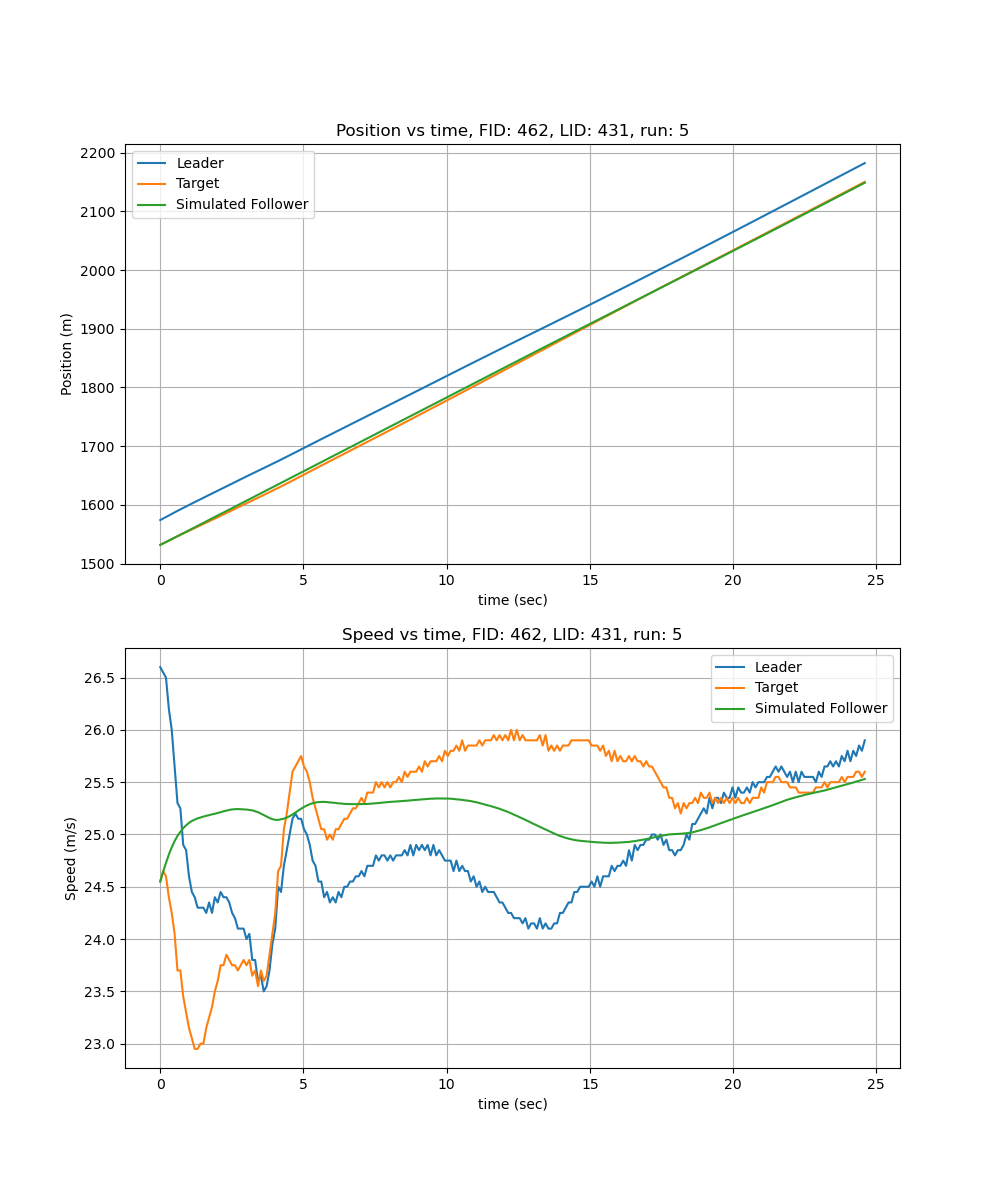 Position vs time, FID: 462, LID: 431, run: 5
Leader
Target
Simulated Follower
2200
2100
2000
1900
1800
1700
1600
1500
Position (m)
0 5 10 15 20 25
time (sec)
Speed vs time, FID: 462, LID: 431, run: 5
Leader
Target
Simulated Follower
26.5
26.0
25.5
25.0
24.5
24.0
23.5
23.0
Speed (m/s)
0 5 10 15 20 25
time (sec)